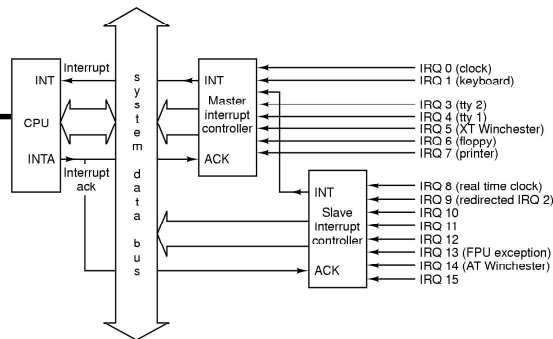 INT
CPU
INTA
Interrupt
Interrupt
ack
system data bus
INT
Master
interrupt
controller
ACK
IRQ 0 (clock)
IRQ 1 (keyboard)
IRQ 3 (tty 2)
IRQ 4 (tty 1)
IRQ 5 (XT Winchester)
IRQ 6 (floppy)
IRQ 7 (printer)
INT
Slave
interrupt
controller
ACK
IRQ 8 (real time clock)
IRQ 9 (redirected IRQ 2)
IRQ 10
IRQ 11
IRQ 12
IRQ 13 (FPU exception)
IRQ 14 (AT Winchester)
IRQ 15